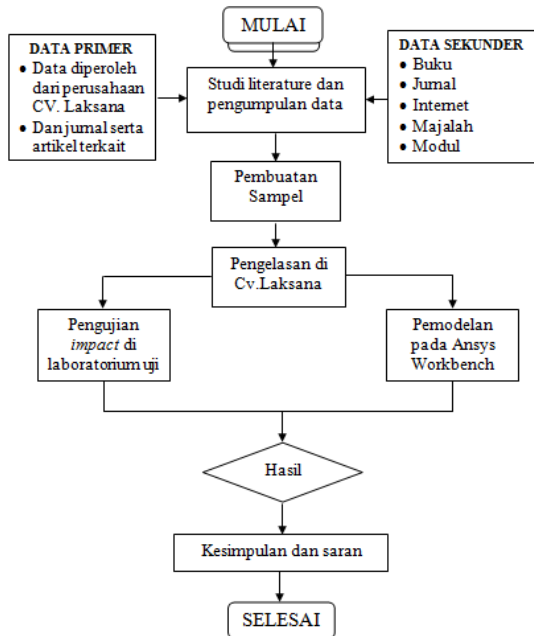 MULAI
DATA PRIMER
● Data diperoleh
dari perusahaan
CV. Laksana
● Dan jurnal serta
artikel terkait
Studi literature dan
pengumpulan data
DATA SEKUNDER
● Buku
● Jurnal
● Internet
● Majalah
● Modul
Pembuatan
Sampel
Pengelasan di
Cv.Laksana
Pengujian
impact di
laboratorium uji
Pemodelan
pada Ansys
Workbench
Hasil
Kesimpulan dan saran
SELESAI